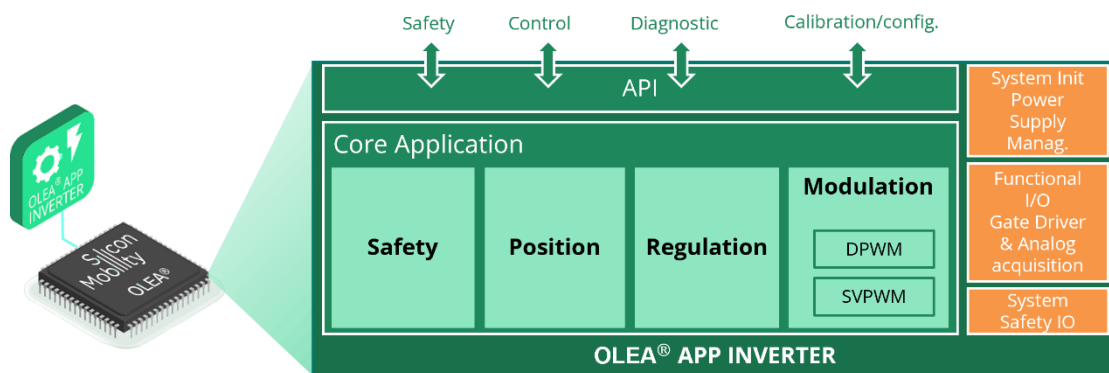 Safety
Control
Diagnostic
Calibration/config.
API
Core Application
Safety
Position
Regulation
Modulation
DPWM
SVPWM
System Init
Power
Supply
Manag.
Functional
I/O
Gate Driver
& Analog
acquisition
System
Safety IO
OLEA® APP INVERTER
OLEA® APP
INVERTER
Silicon
Mobility
OLEA®